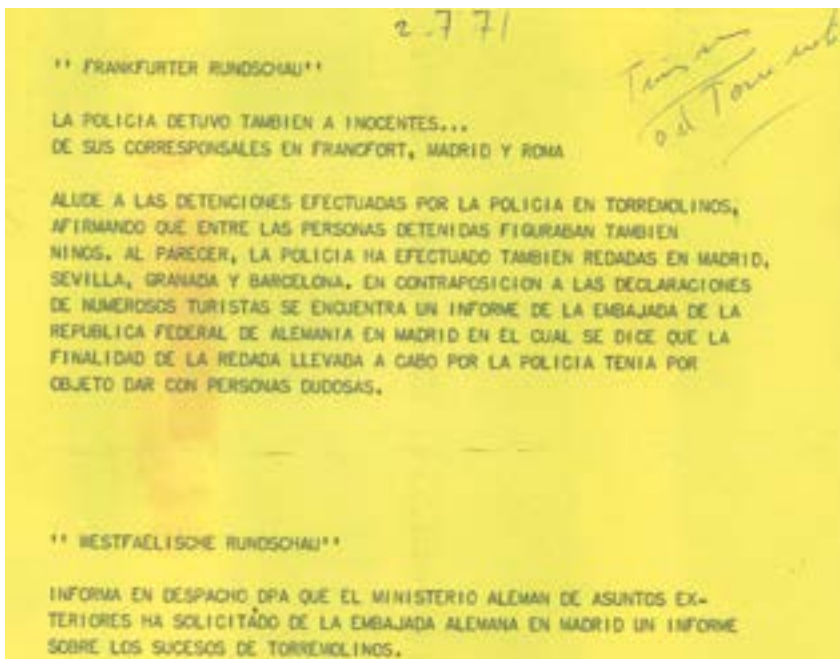 2.7 71
'' FRANKFURTER RUNDSCHAU''
LA POLICIA DETUVO TAMBIEN A INOCENTES...
DE SUS CORRESPONSALES EN FRANCFORT, MADRID Y ROMA
ALUDE A LAS DETENCIONES EFECTUADAS POR LA POLICIA EN TORREMOLINOS,
AFIRMANDO QUE ENTRE LAS PERSONAS DETENIDAS FIGURABAN TAMBIEN
NINOS. AL PARECER, LA POLICIA HA EFECTUADO TAMBIEN REDADAS EN MADRID,
SEVILLA, GRANADA Y BARCELONA. EN CONTRAPOSICION A LAS DECLARACIONES
DE NUMEROSOS TURISTAS SE ENCUENTRA UN INFORME DE LA EMBAJADA DE LA
REPUBLICA FEDERAL DE ALEMANIA EN MADRID EN EL CUAL SE DICE QUE LA
FINALIDAD DE LA REDADA LLEVADA A CABO POR LA POLICIA TENIA POR
OBJETO DAR CON PERSONAS DUDOSAS.
'' WESTFAELISCHE RUNDSCHAU''
INFORMA EN DESPACHO DPA QUE EL MINISTERIO ALEMAN DE ASUNTOS EX-
TERIORES HA SOLICITADO DE LA EMBAJADA ALEMANA EN MADRID UN INFORME
SOBRE LOS SUCESOS DE TORREMOLINOS.